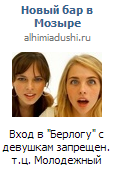 Новый бар в
Мозыре
alhimiadushi.ru
Вход в "Берлогу" с
девушкам запрещен.
т.ц. Молодежный